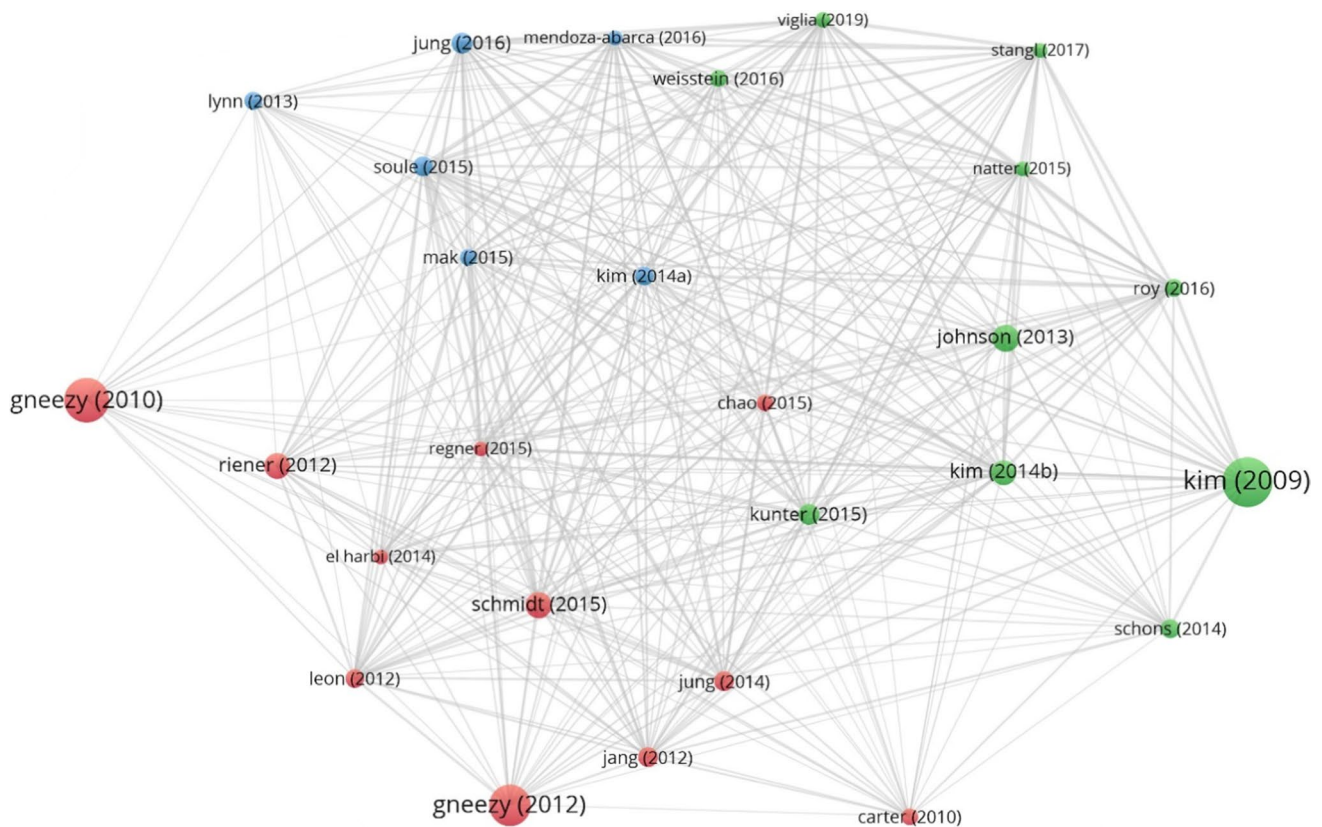 viglia (2019)
jung (2016)
mendoza-abarca (2016)
stangl (2017)
weisstein (2016)
lynn (2013)
soule (2015)
natter (2015)
mak (2015)
kim (2014a)
roy (2016)
johnson (2013)
gneezy (2010)
chao (2015)
regner (2015)
riener (2012)
kim (2014b)
kim (2009)
kunter (2015)
el harbi (2014)
schmidt (2015)
schons (2014)
leon (2012)
jung (2014)
jang (2012)
gneezy (2012)
carter (2010)